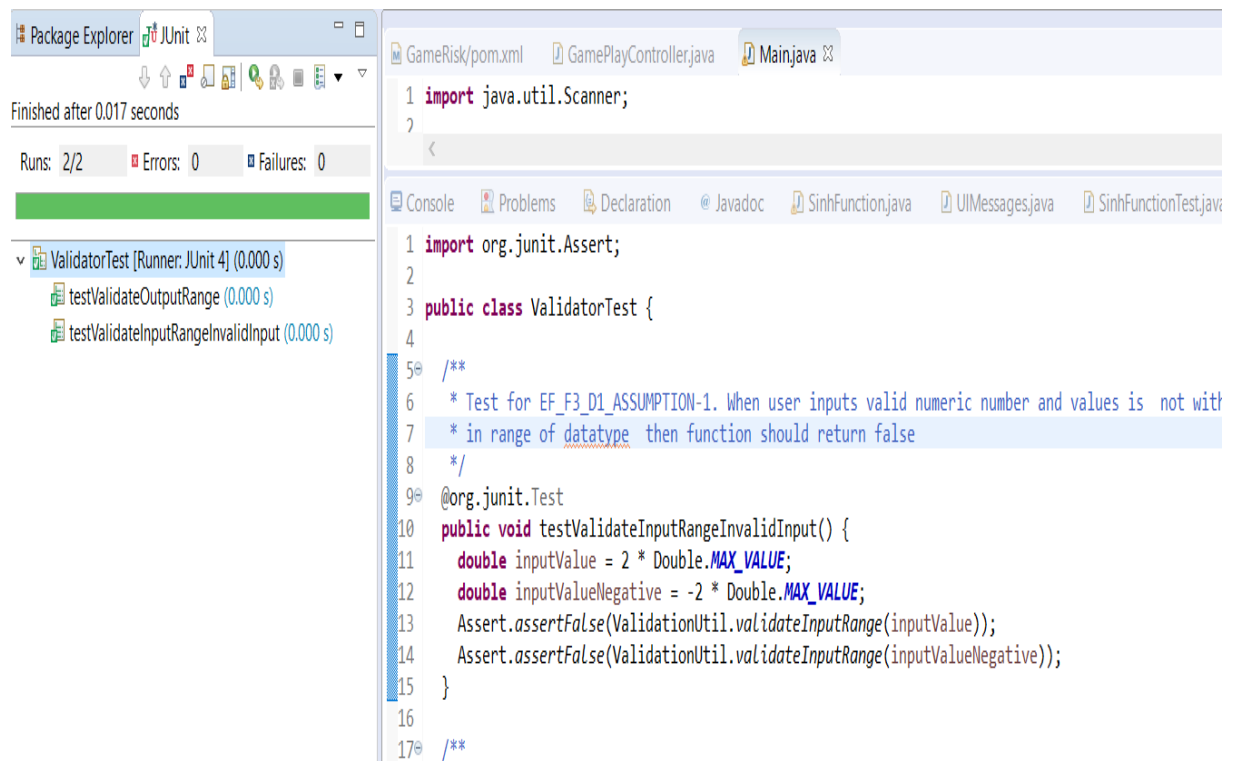 Package Explorer JUnit
Finished after 0.017 seconds
Runs: 2/2 Errors: 0 Failures: 0
ValidatorTest [Runner: JUnit 4] (0.000 s)
testValidateOutputRange (0.000 s)
testValidateInputRangeInvalidInput (0.000 s)
GameRisk/pom.xml GamePlayController.java Main.java
1 import java.util.Scanner;
2
Console Problems Declaration @ Javadoc SinhFunction.java UIMessages.java SinhFunctionTest.java
1 import org.junit.Assert;
2
3 public class ValidatorTest {
4
5 /**
6 * Test for EF_F3_D1_ASSUMPTION-1. When user inputs valid numeric number and values is not with
7 * in range of datatype then function should return false
8 */
9 @org.junit.Test
10 public void testValidateInputRangeInvalidInput() {
11 double inputValue = 2 * Double.MAX_VALUE;
12 double inputValueNegative = -2 * Double.MAX_VALUE;
13 Assert.assertFalse(ValidationUtil.validateInputRange(inputValue));
14 Assert.assertFalse(ValidationUtil.validateInputRange(inputValueNegative));
15 }
16
17 /**